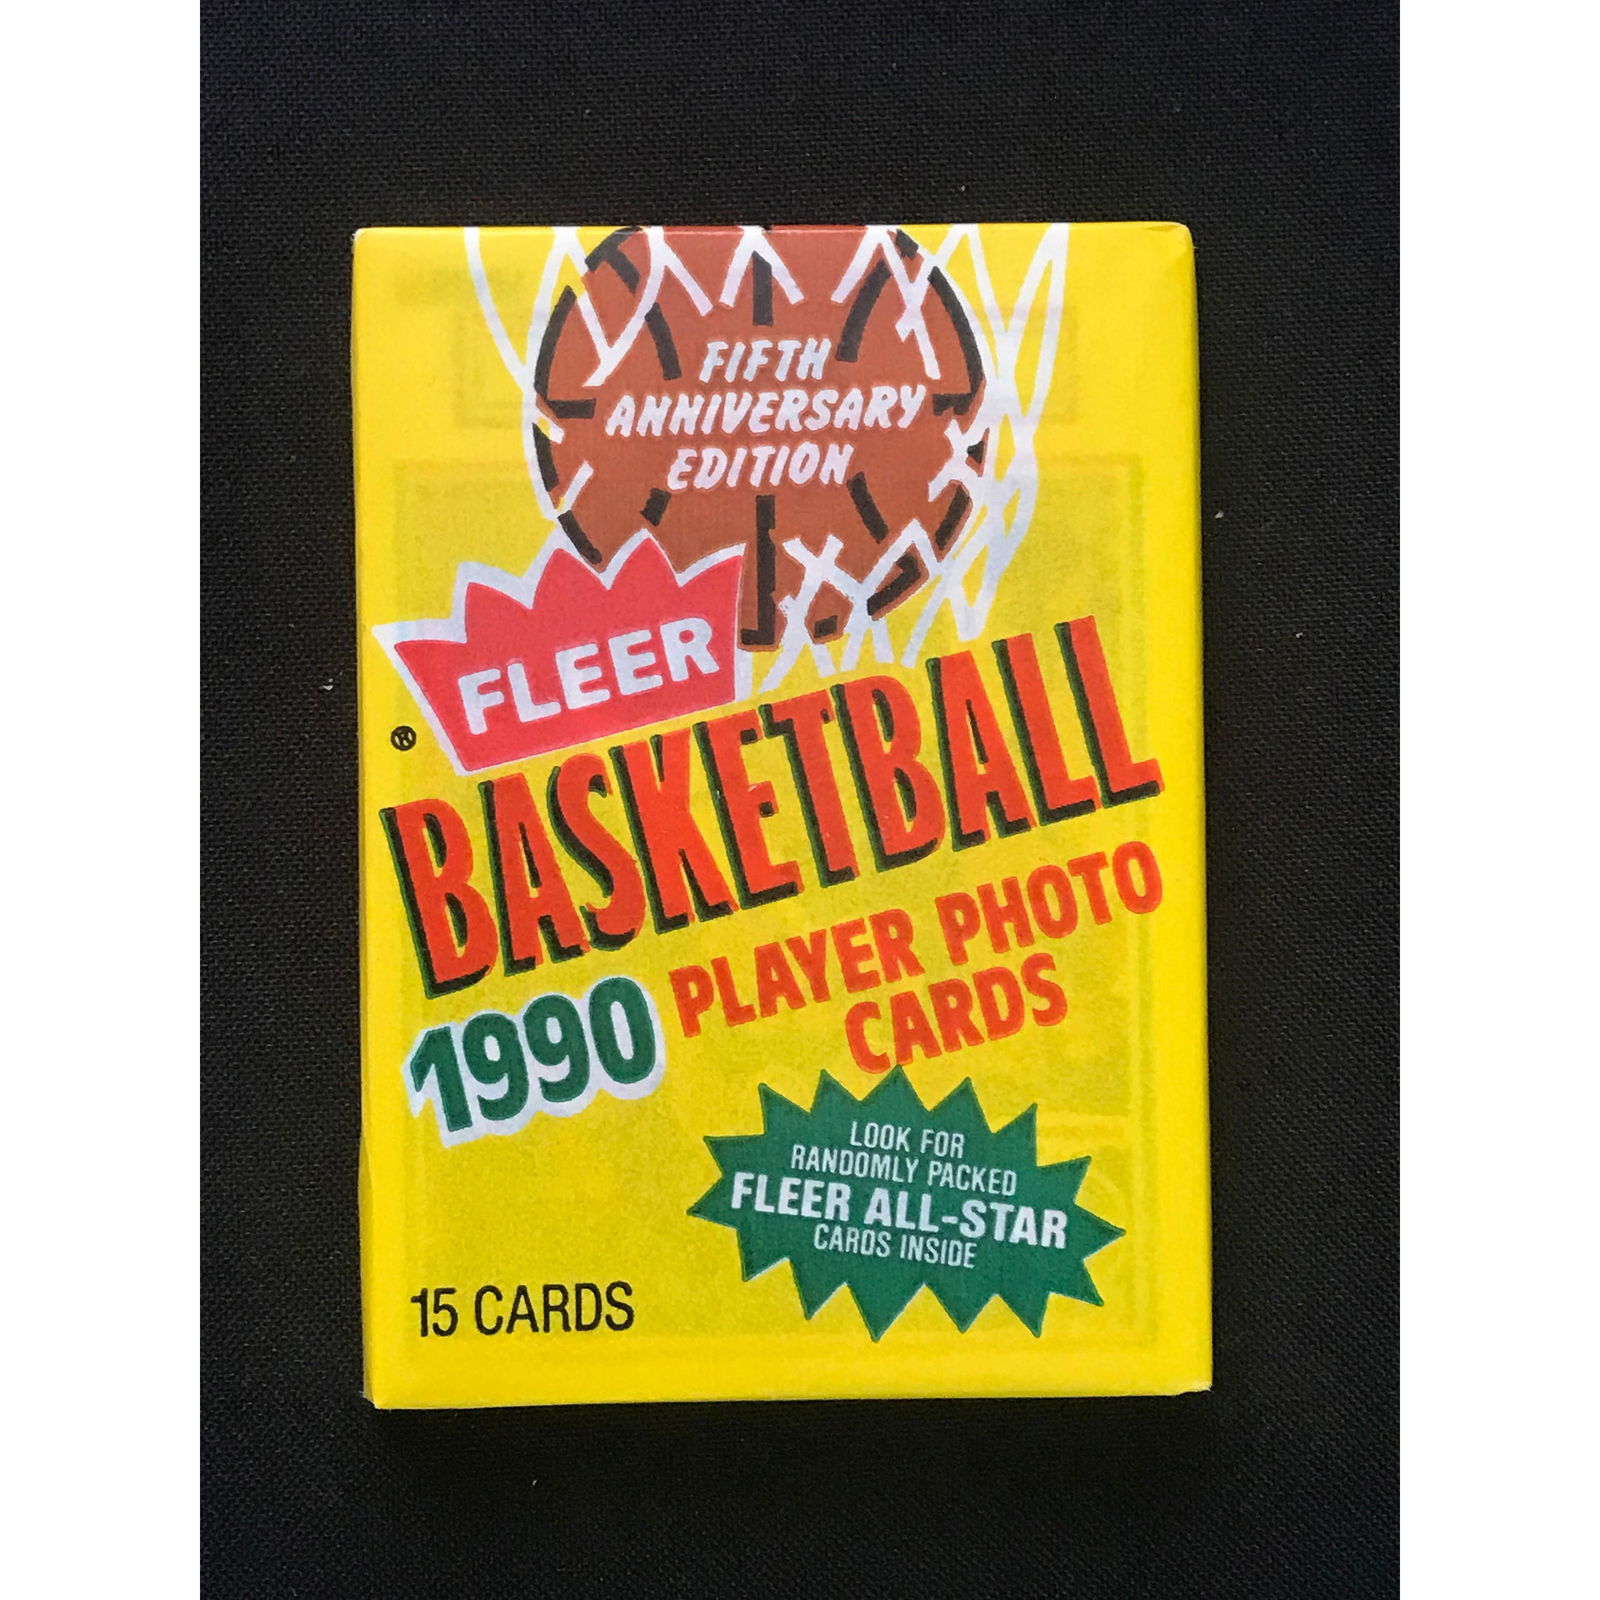 FIFTH
ANNIVERSARY
EDITION
FLEER
®
BASKETBALL
1990 PLAYER PHOTO
CARDS
LOOK FOR
RANDOMLY PACKED
FLEER ALL-STAR
CARDS INSIDE
15 CARDS